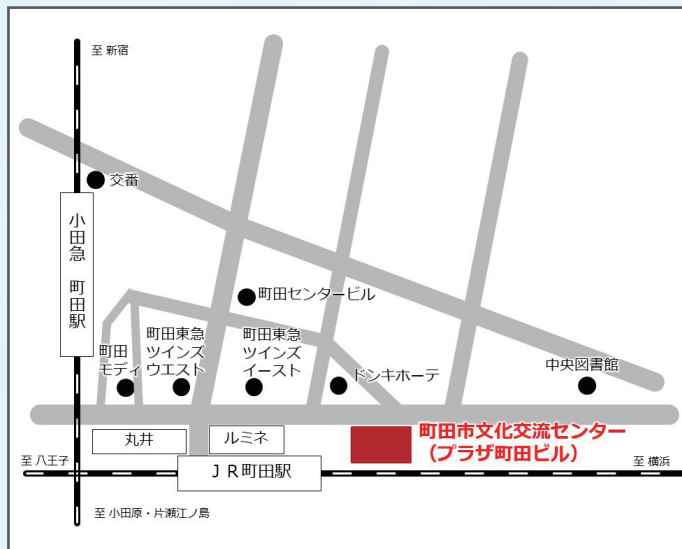 至 新宿
交番
小田急 町田駅
町田センタービル
町田
モディ
町田東急
ツインズ
ウエスト
町田東急
ツインズ
イースト
ドンキホーテ
中央図書館
丸井
ルミネ
町田市文化交流センター
（プラザ町田ビル）
至 八王子
ＪＲ町田駅
至 横浜
至 小田原・片瀬江ノ島